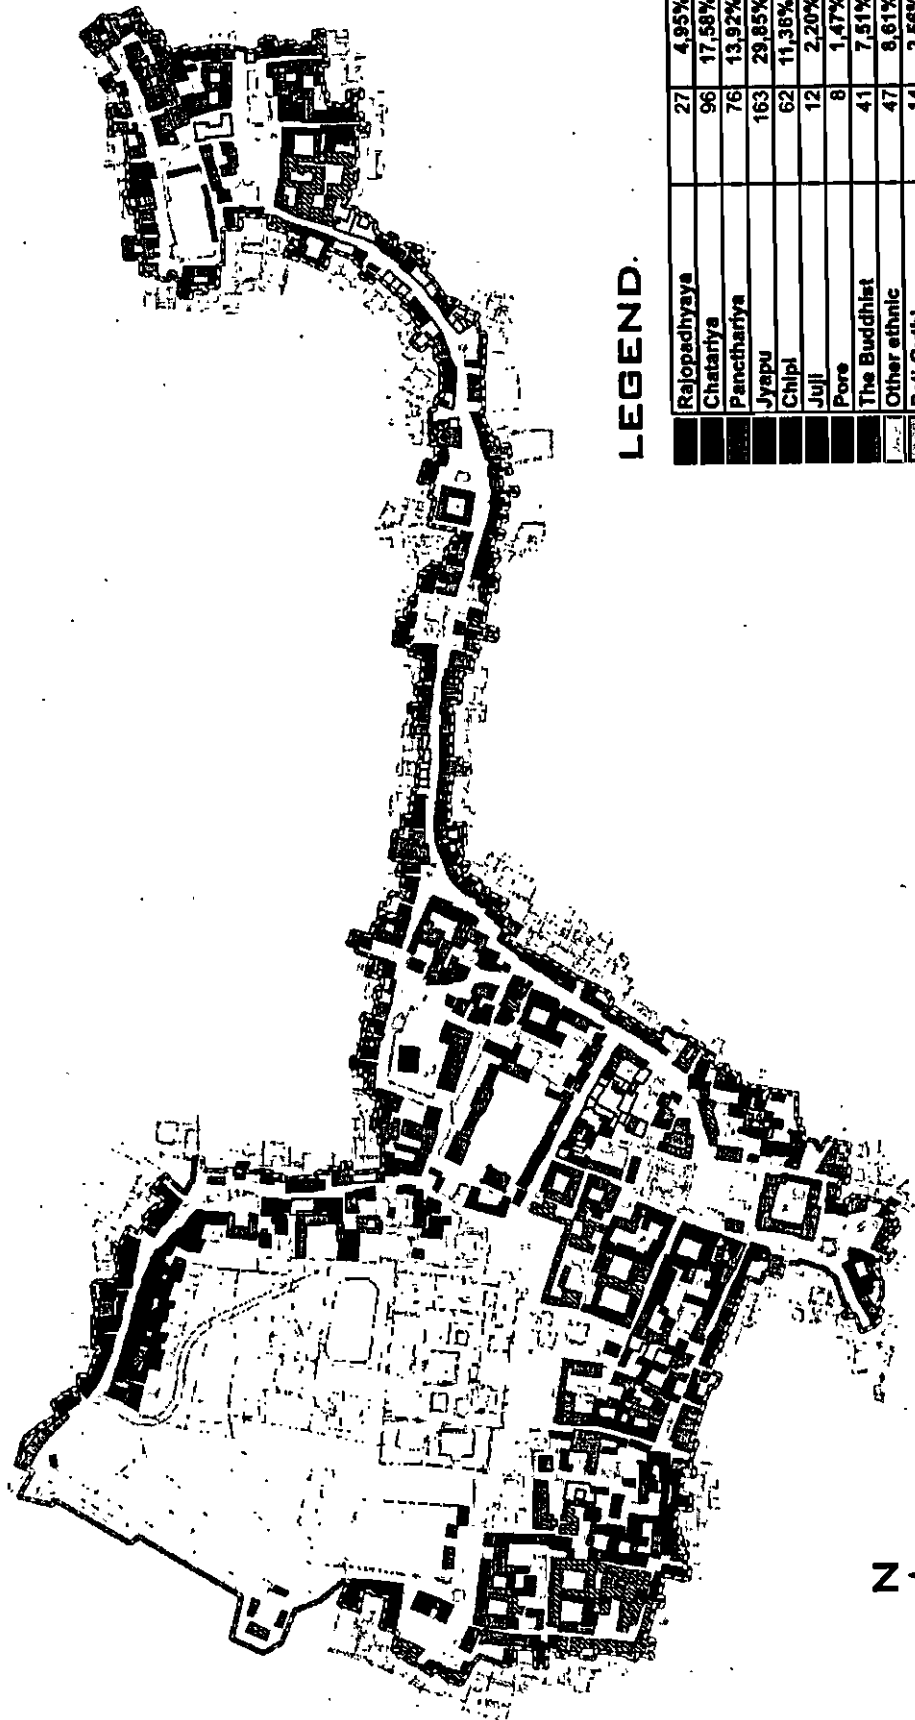 LEGEND.
Rajopadhyaya 27 4,95%
Chatariya 96 17,58%
Pancthariya 76 13,92%
Jyapu 163 29,85%
Chipi 62 11,36%
Juji 12 2,20%
Pore 8 1,47%
The Buddhist 41 7,51%
Other ethnic 47 8,61%
N